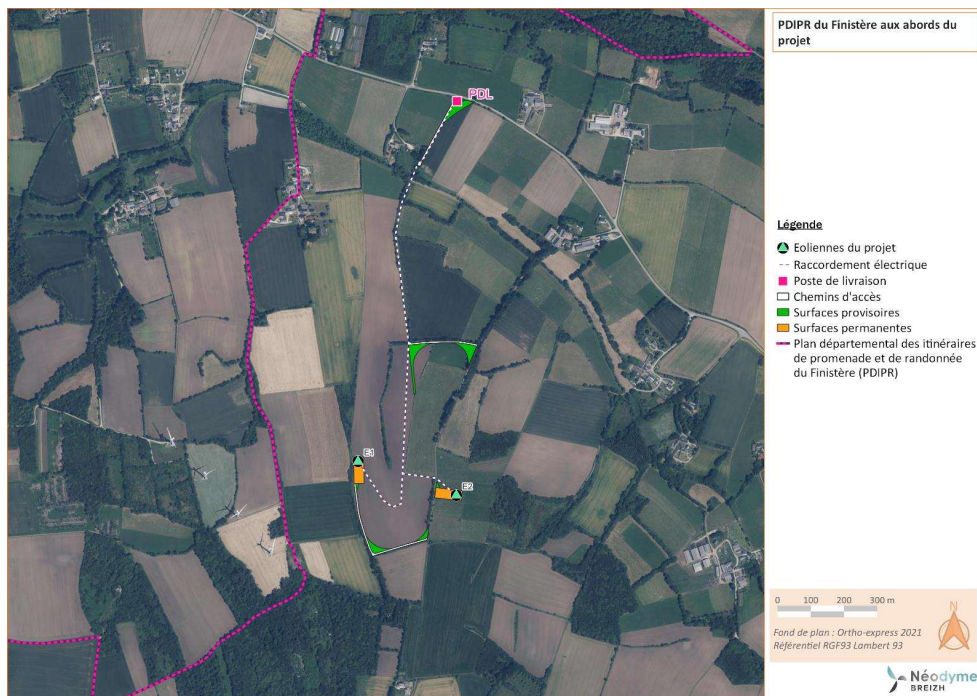 PDIPR du Finistère aux abords du
projet
PDL
E1
E2
Légende
Eoliennes du projet
Raccordement électrique
Poste de livraison
Chemins d'accès
Surfaces provisoires
Surfaces permanentes
Plan départemental des itinéraires
de promenade et de randonnée
du Finistère (PDIPR)
0 100 200 300 m
N
Fond de plan : Ortho-express 2021
Référentiel RGF93 Lambert 93
Néodyme
BREIZH